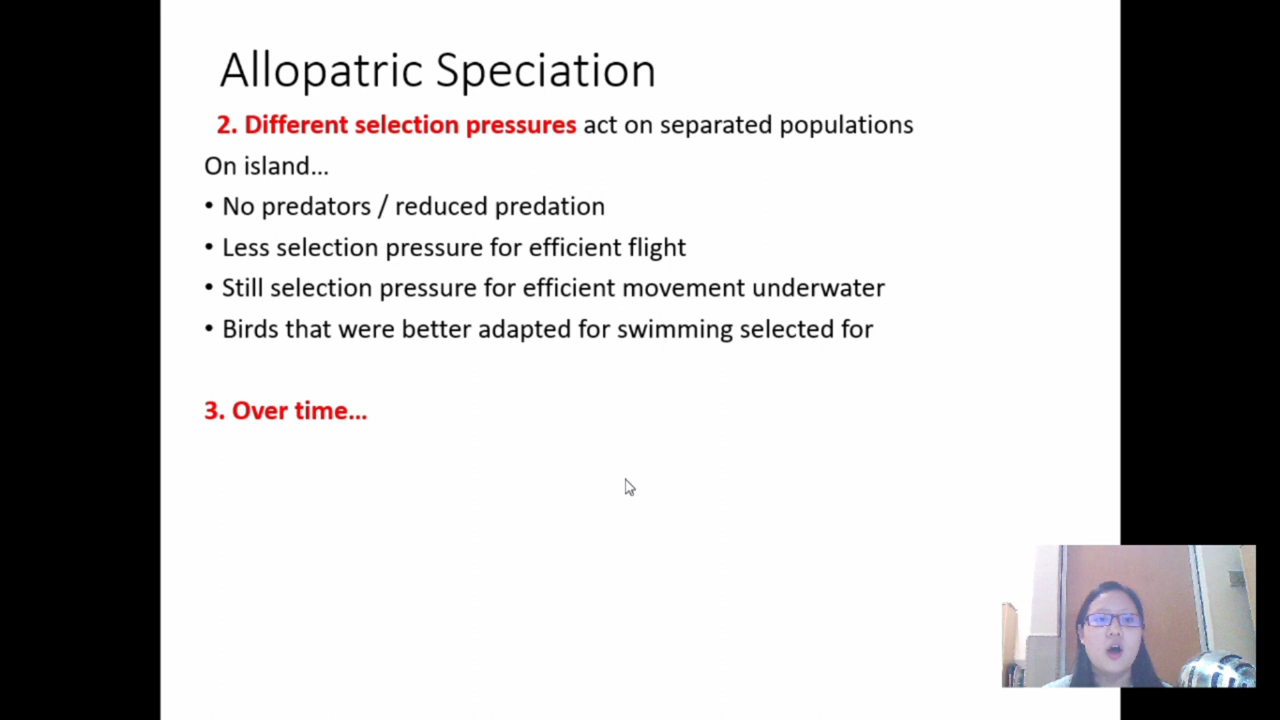 Allopatric Speciation
2. Different selection pressures act on separated populations
On island...
• No predators / reduced predation
• Less selection pressure for efficient flight
• Still selection pressure for efficient movement underwater
• Birds that were better adapted for swimming selected for
3. Over time...